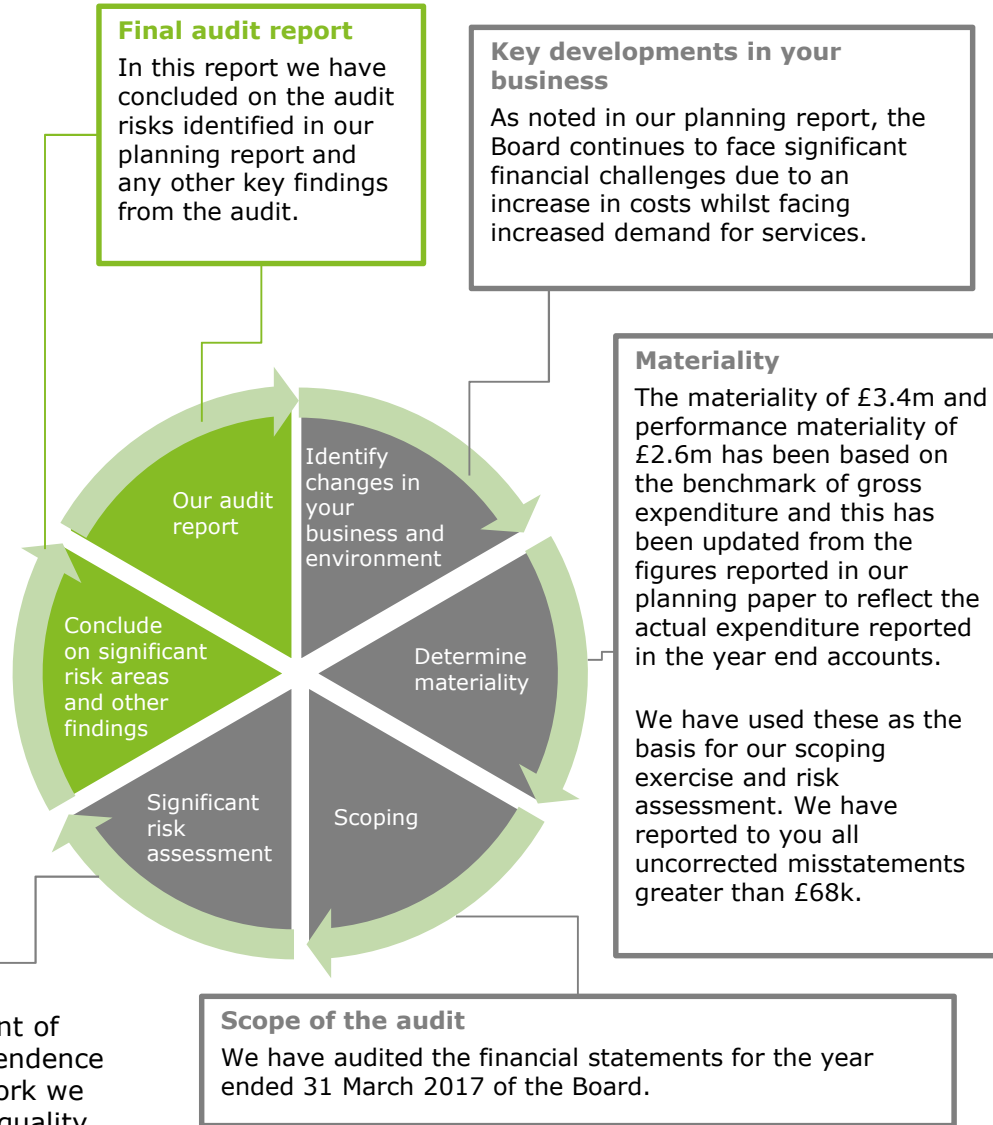 Final audit report
In this report we have
concluded on the audit
risks identified in our
planning report and
any other key findings
from the audit.
Key developments in your
business
As noted in our planning report, the
Board continues to face significant
financial challenges due to an
increase in costs whilst facing
increased demand for services.
Materiality
The materiality of £3.4m and
performance materiality of
£2.6m has been based on
the benchmark of gross
expenditure and this has
been updated from the
figures reported in our
planning paper to reflect the
actual expenditure reported
in the year end accounts.
We have used these as the
basis for our scoping
exercise and risk
assessment. We have
reported to you all
uncorrected misstatements
greater than £68k.
Identify
changes in
your
business and
environment
Determine
materiality
Scoping
Significant
risk
assessment
Conclude
on significant
risk areas
and other
findings
Our audit
report
Scope of the audit
We have audited the financial statements for the year
ended 31 March 2017 of the Board.
of
we
quality